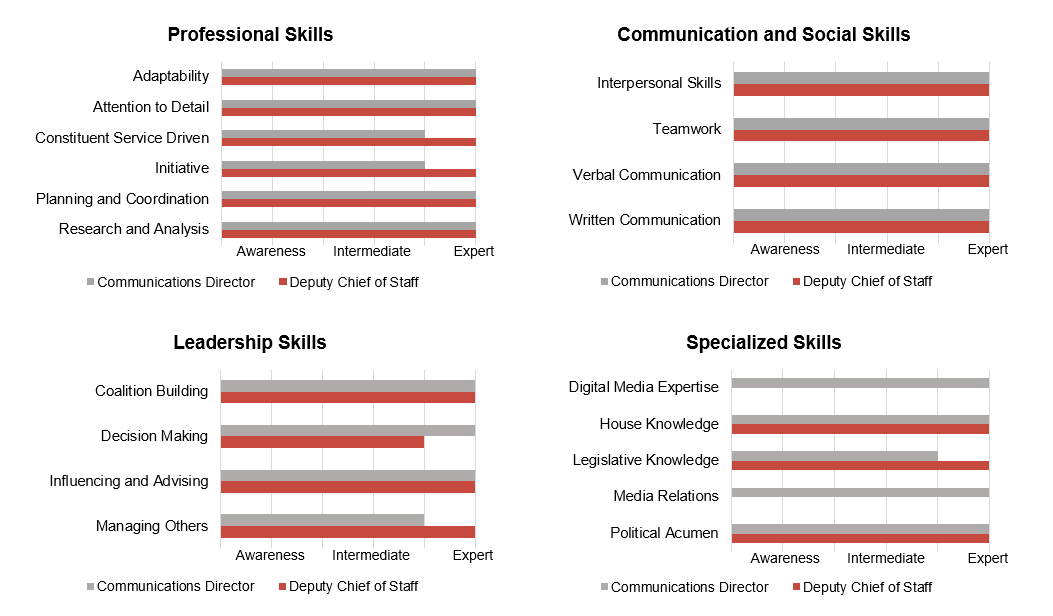 Professional Skills
Adaptability
Attention to Detail
Constituent Service Driven
Initiative
Planning and Coordination
Research and Analysis
Awareness Intermediate Expert
Communications Director Deputy Chief of Staff
Communication and Social Skills
Interpersonal Skills
Teamwork
Verbal Communication
Written Communication
Awareness Intermediate Expert
Communications Director Deputy Chief of Staff
Leadership Skills
Coalition Building
Decision Making
Influencing and Advising
Managing Others
Awareness Intermediate Expert
Communications Director Deputy Chief of Staff
Specialized Skills
Digital Media Expertise
House Knowledge
Legislative Knowledge
Media Relations
Political Acumen
Awareness Intermediate Expert
Communications Director Deputy Chief of Staff